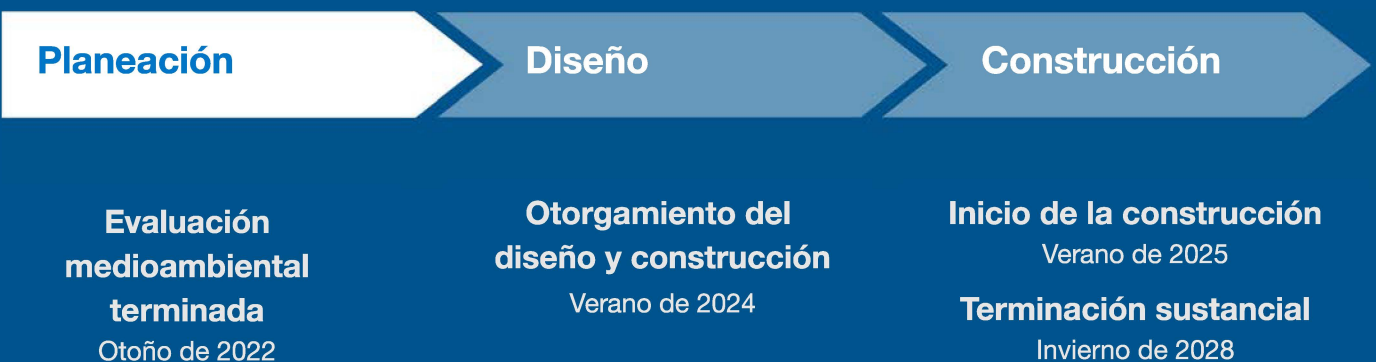 Planeación
Diseño
Construcción
Evaluación
medioambiental
terminada
Otoño de 2022
Otorgamiento del
diseño y construcción
Verano de 2024
Inicio de la construcción
Verano de 2025
Terminación sustancial
Invierno de 2028